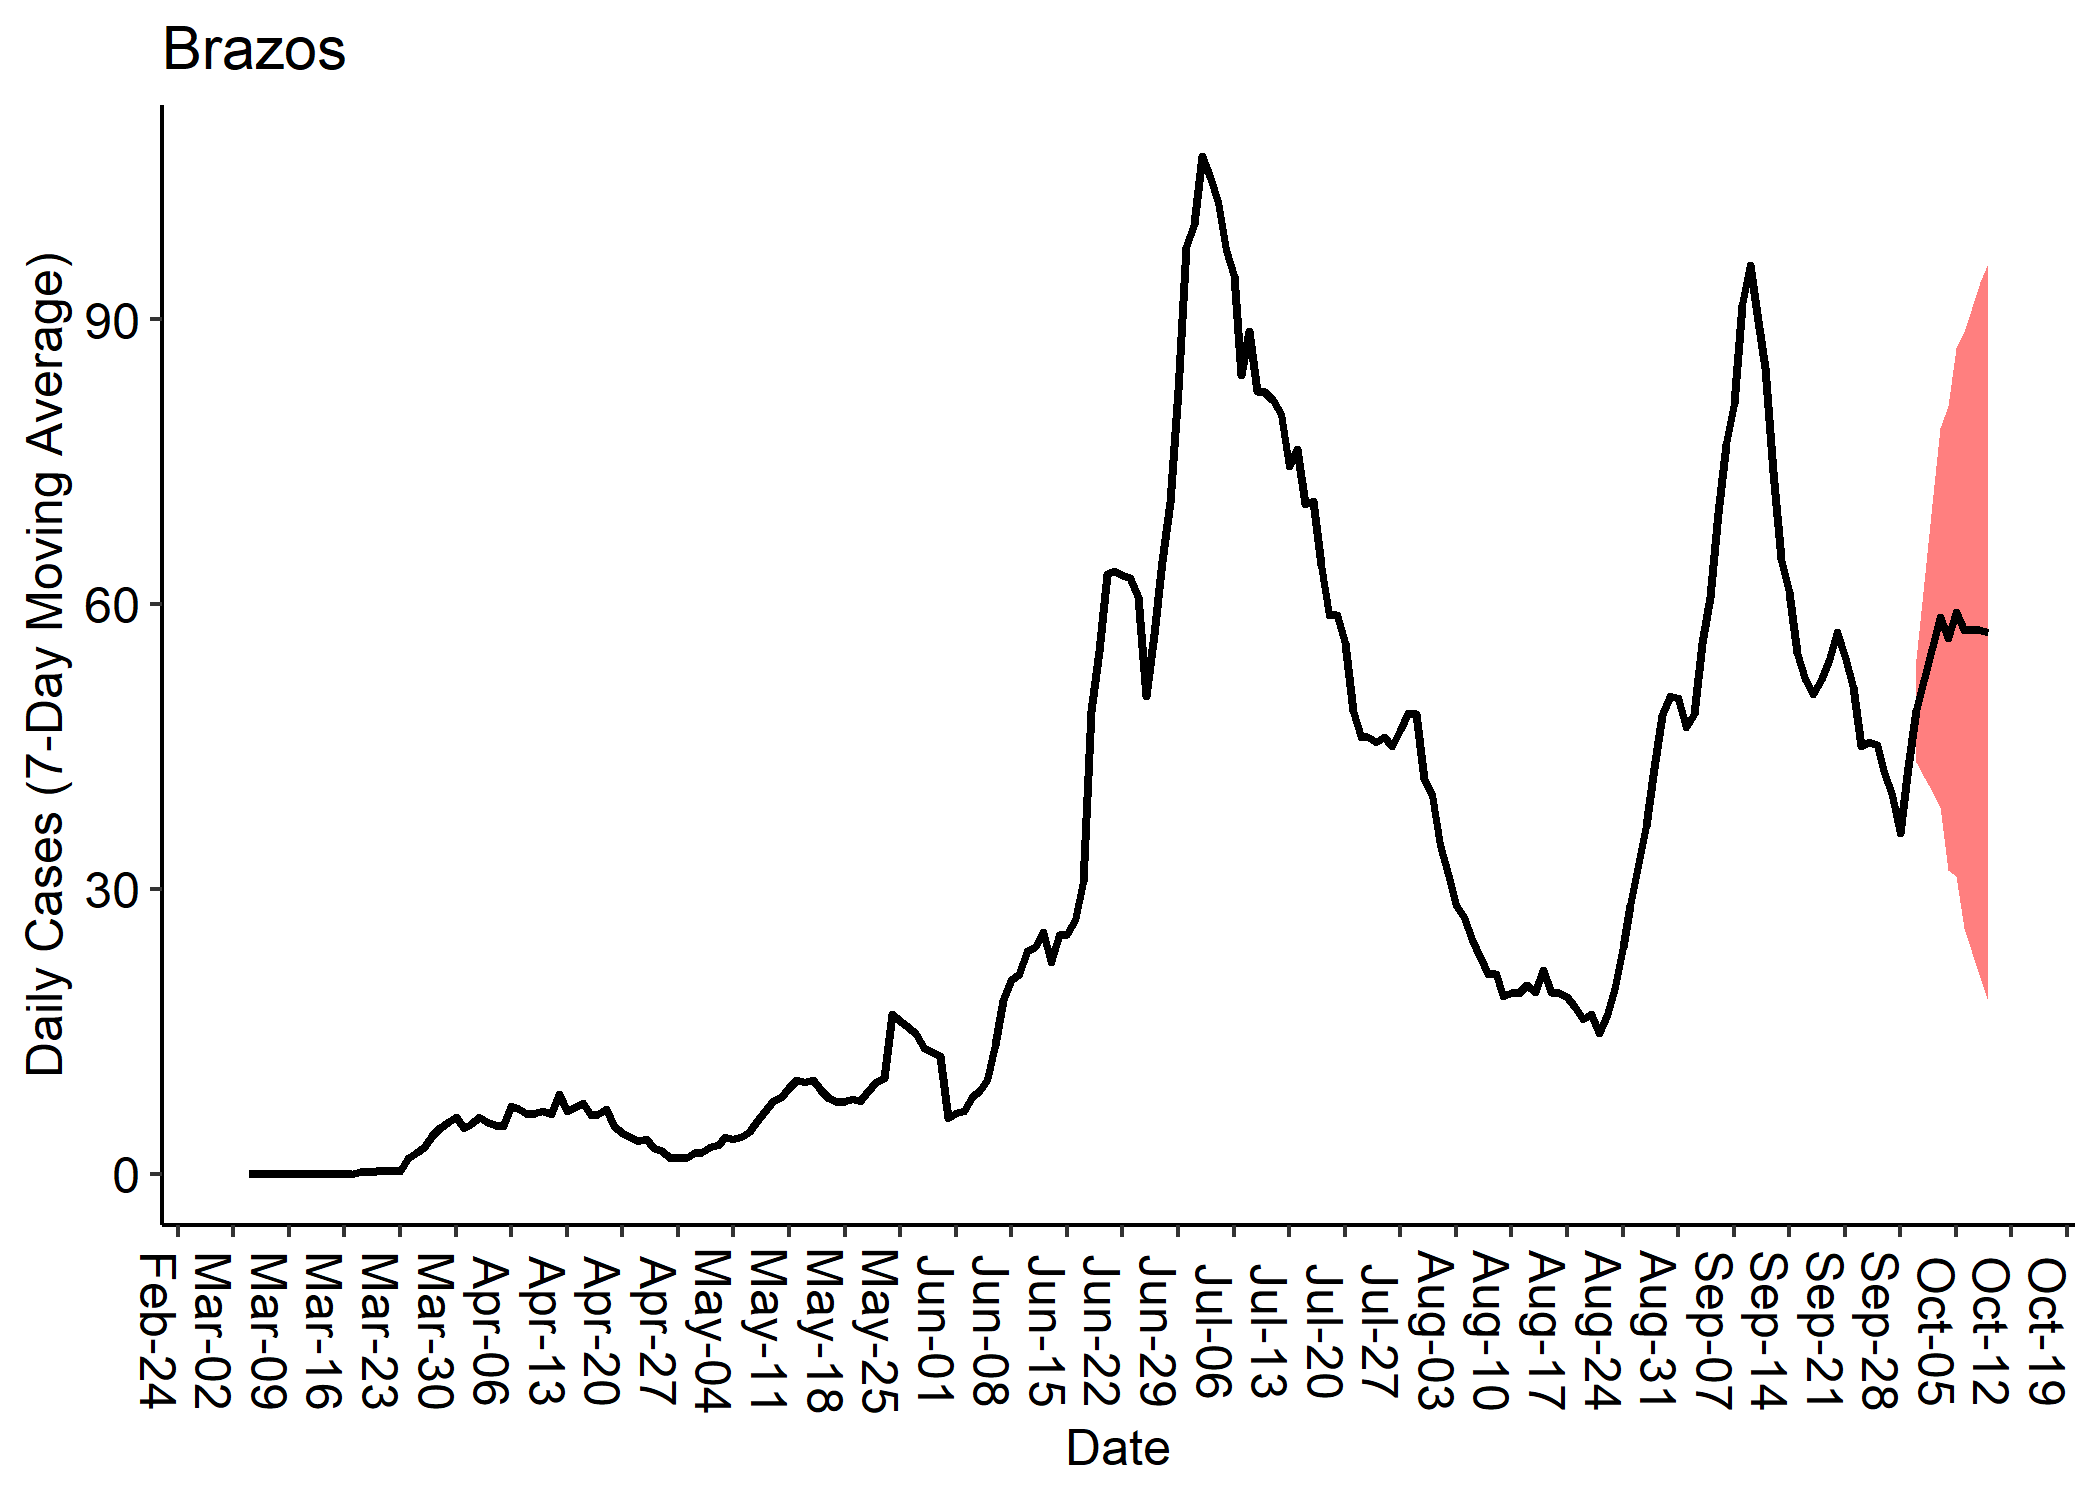 Brazos
Daily Cases (7-Day Moving Average)
90
60
30
0
Feb-24
Mar-02
Mar-09
Mar-16
Mar-23
Mar-30
Apr-06
Apr-13
Apr-20
Apr-27
May-04
May-11
May-18
May-25
Jun-01
Jun-08
Jun-15
Jun-22
Jun-29
Jul-06
Jul-13
Jul-20
Jul-27
Aug-03
Aug-10
Aug-17
Aug-24
Aug-31
Sep-07
Sep-14
Sep-21
Sep-28
Oct-05
Oct-12
Oct-19
Date